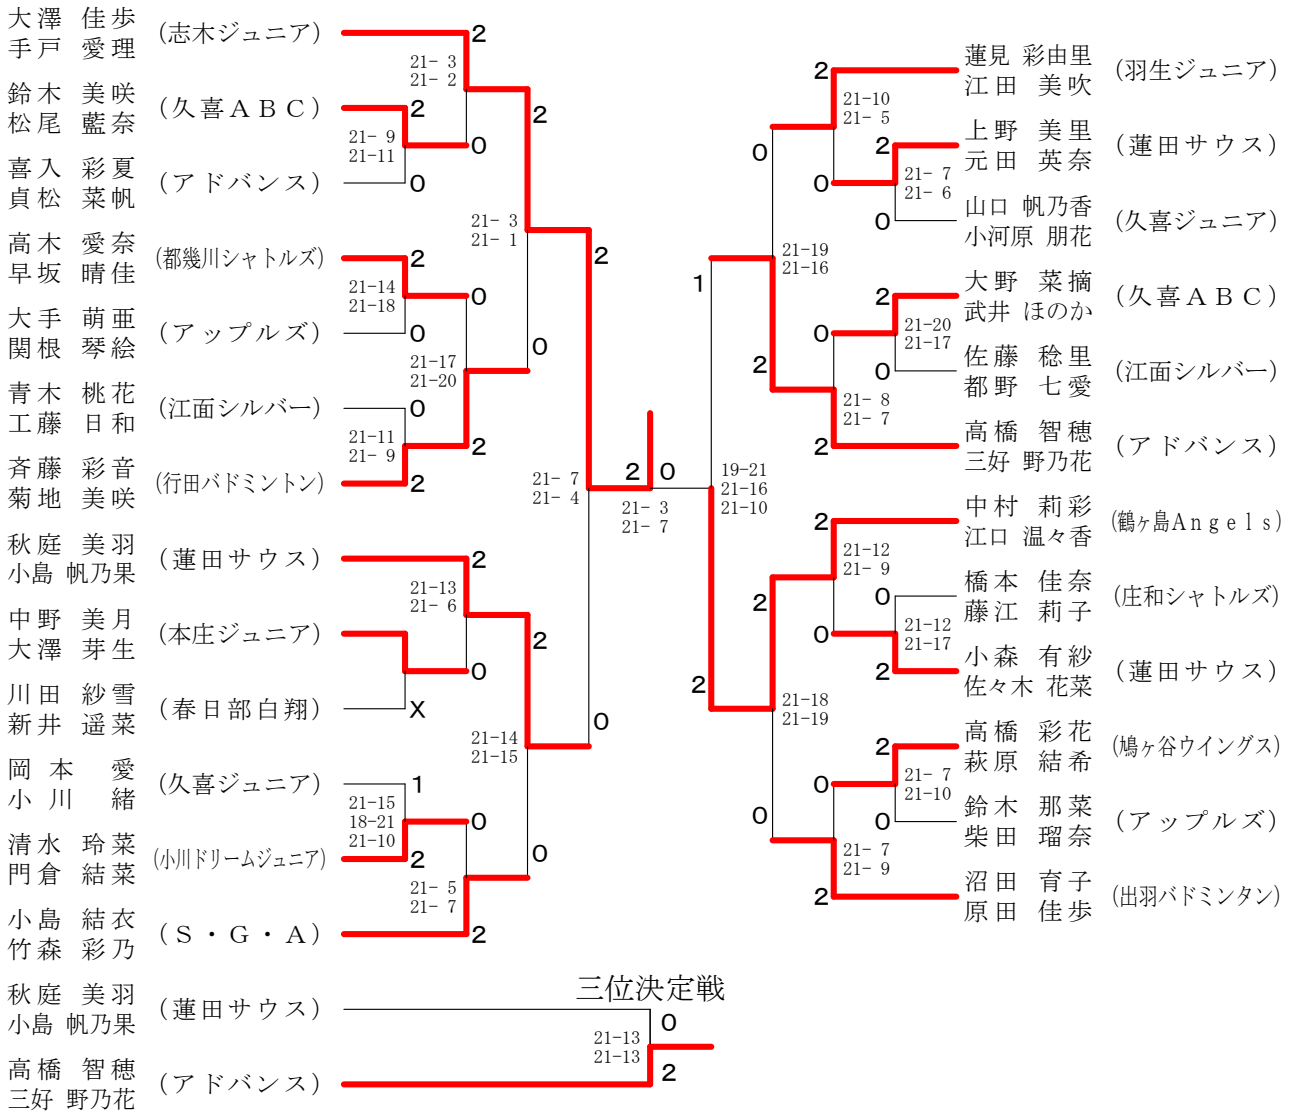 大澤 佳歩
手戸 愛理
(志木ジュニア)
2
21- 3
21- 2
鈴木 美咲
松尾 藍奈
(久喜ABC)
2
21- 9
21-11
0
喜入 彩夏
貞松 菜帆
(アドバンス)
0
2
21- 3
21- 1
高木 愛奈
早坂 晴佳
(都幾川シャトルズ)
2
21-14
21-18
0
大手 萌亜
関根 琴絵
(アップルズ)
0
21-17
21-20
0
青木 桃花
工藤 日和
(江面シルバー)
0
21-11
21- 9
2
斉藤 彩音
菊地 美咲
(行田バドミントン)
2
2
21- 7
21- 4
秋庭 美羽
小島 帆乃果
(蓮田サウス)
2
21-13
21- 6
中野 美月
大澤 芽生
(本庄ジュニア)
0
2
川田 紗雪
新井 遥菜
(春日部白翔)
X
21-14
21-15
0
岡本 愛
小川 緒
(久喜ジュニア)
1
21-15
18-21
21-10
0
清水 玲菜
門倉 結菜
(小川ドリームジュニア)
2
0
21- 5
21- 7
小島 結衣
竹森 彩乃
(S・G・A)
2
2 0
21- 3
21- 7
蓮見 彩由里
江田 美吹
(羽生ジュニア)
2
21-10
21- 5
上野 美里
元田 英奈
(蓮田サウス)
2
0
21- 7
21- 6
0
山口 帆乃香
小河原 朋花
(久喜ジュニア)
0
21-19
21-16
1
大野 菜摘
武井 ほのか
(久喜ABC)
2
0
21-20
21-17
佐藤 稔里
都野 七愛
(江面シルバー)
0
2
21- 8
21- 7
高橋 智穂
三好 野乃花
(アドバンス)
2
19-21
21-16
21-10
中村 莉彩
江口 温々香
(鶴ヶ島Angels)
2
21-12
21- 9
橋本 佳奈
藤江 莉子
(庄和シャトルズ)
0
2
21-12
21-17
0
小森 有紗
佐々木 花菜
(蓮田サウス)
2
2
21-18
21-19
高橋 彩花
萩原 結希
(鳩ヶ谷ウイングス)
2
0
21- 7
21-10
鈴木 那菜
柴田 瑠奈
(アップルズ)
0
0
21- 7
21- 9
沼田 育子
原田 佳歩
(出羽バドミンタン)
2
三位決定戦
秋庭 美羽
小島 帆乃果
(蓮田サウス)
0
21-13
21-13
高橋 智穂
三好 野乃花
(アドバンス)
2